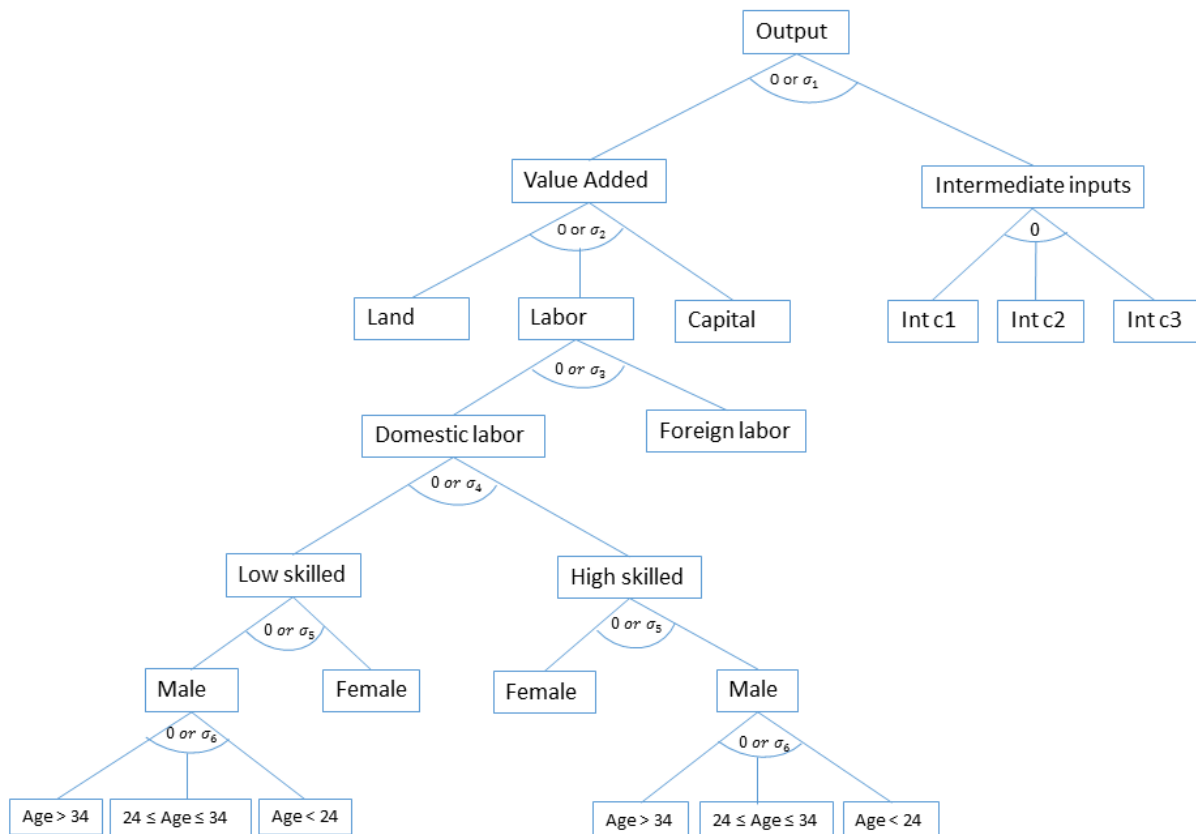 Output
0 or σ₁
Value Added
Intermediate inputs
0 or σ₂
0
Land
Labor
Capital
Int c1
Int c2
Int c3
0 or σ₃
Domestic labor
Foreign labor
0 or σ₄
Low skilled
High skilled
0 or σ₅
0 or σ₅
Male
Female
Female
Male
0 or σ₆
0 or σ₆
Age > 34
24 ≤ Age ≤ 34
Age < 24
Age > 34
24 ≤ Age ≤ 34
Age < 24